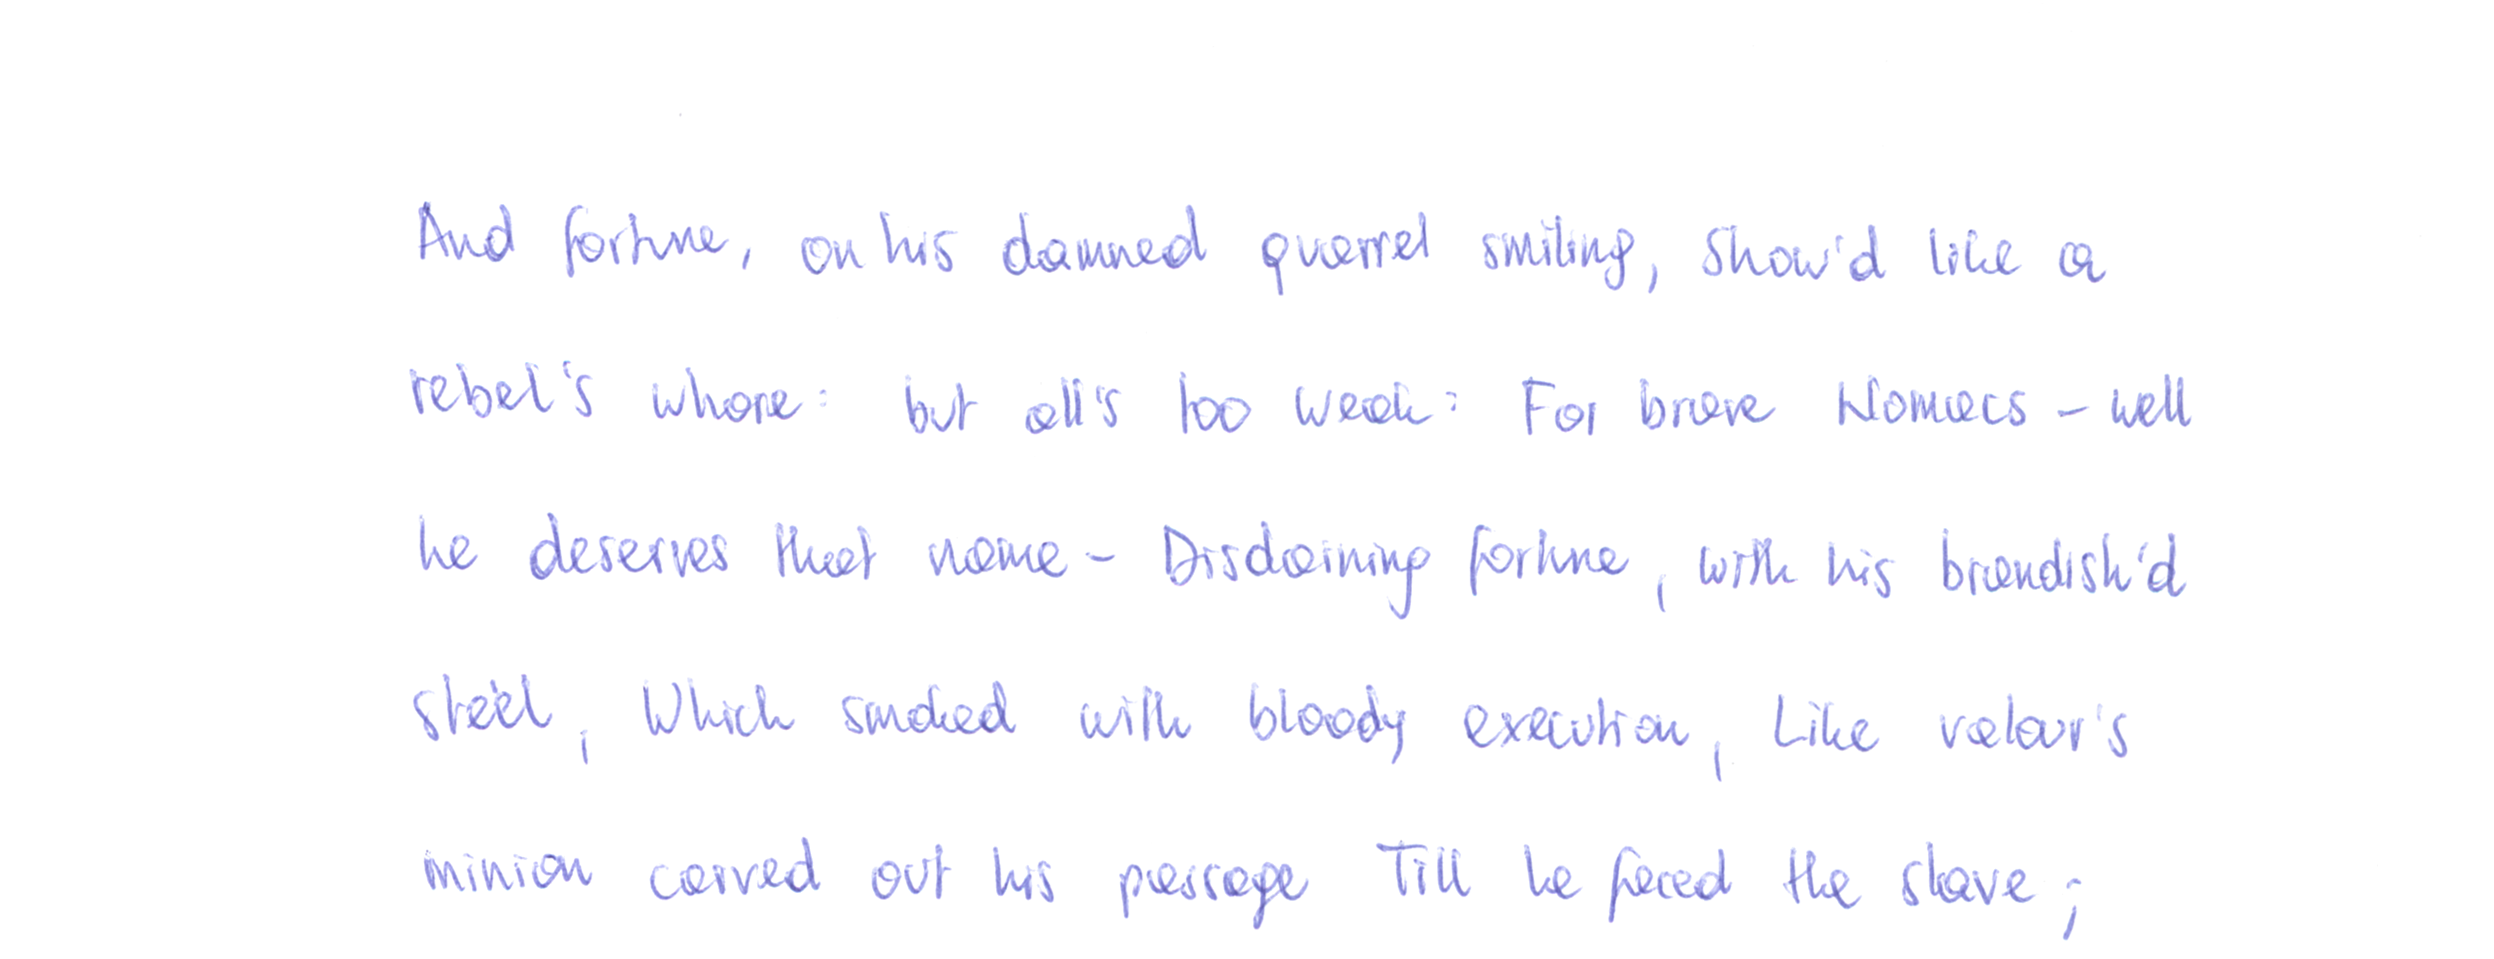 And fortune, on his damned quarrel smiling, Show'd like a
rebel's whore: but all's too weak: For brave Nomacs - well
he deserves that name - Disdaining fortune, with his brandish'd
steel, Which smoked with bloody execution, Like valour's
minion carved out his passage Till he faced the slave;